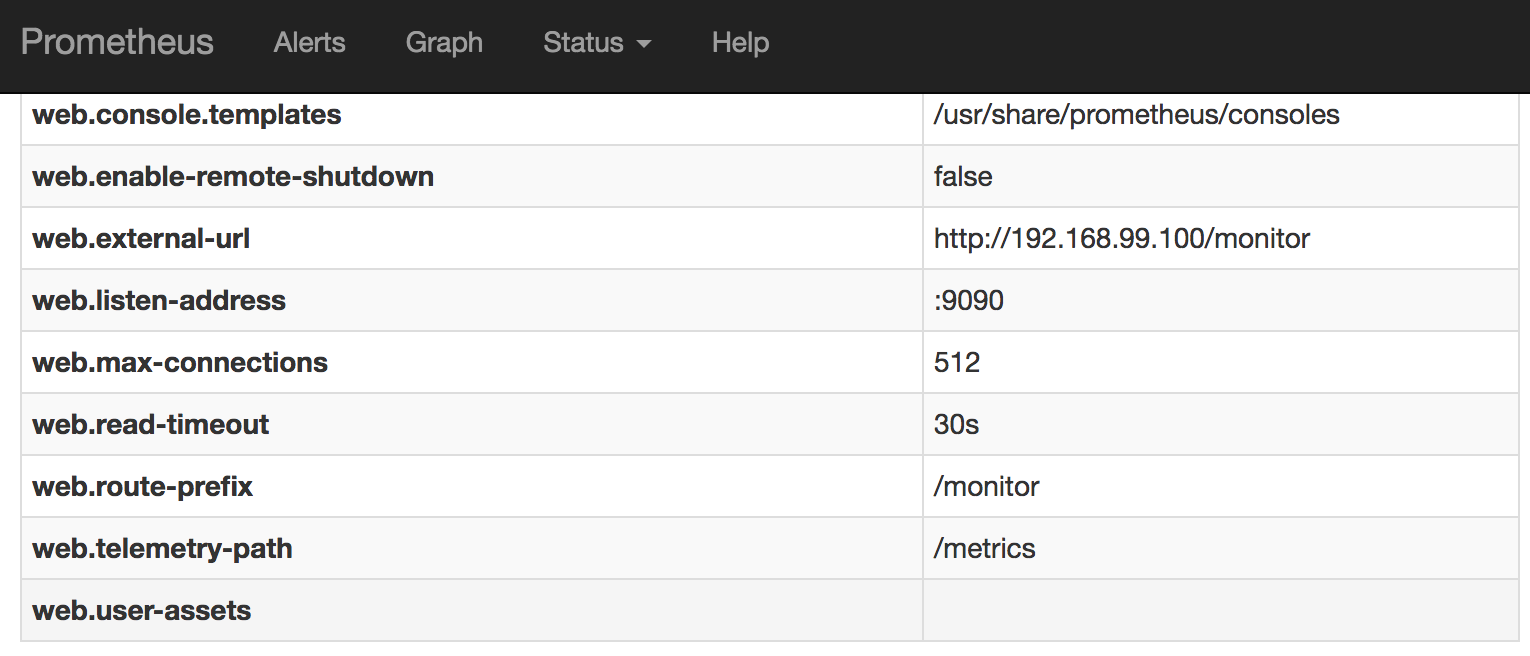 Prometheus Alerts Graph Status Help
web.console.templates /usr/share/prometheus/consoles
web.enable-remote-shutdown false
web.external-url http://192.168.99.100/monitor
web.listen-address :9090
web.max-connections 512
web.read-timeout 30s
web.route-prefix /monitor
web.telemetry-path /metrics
web.user-assets